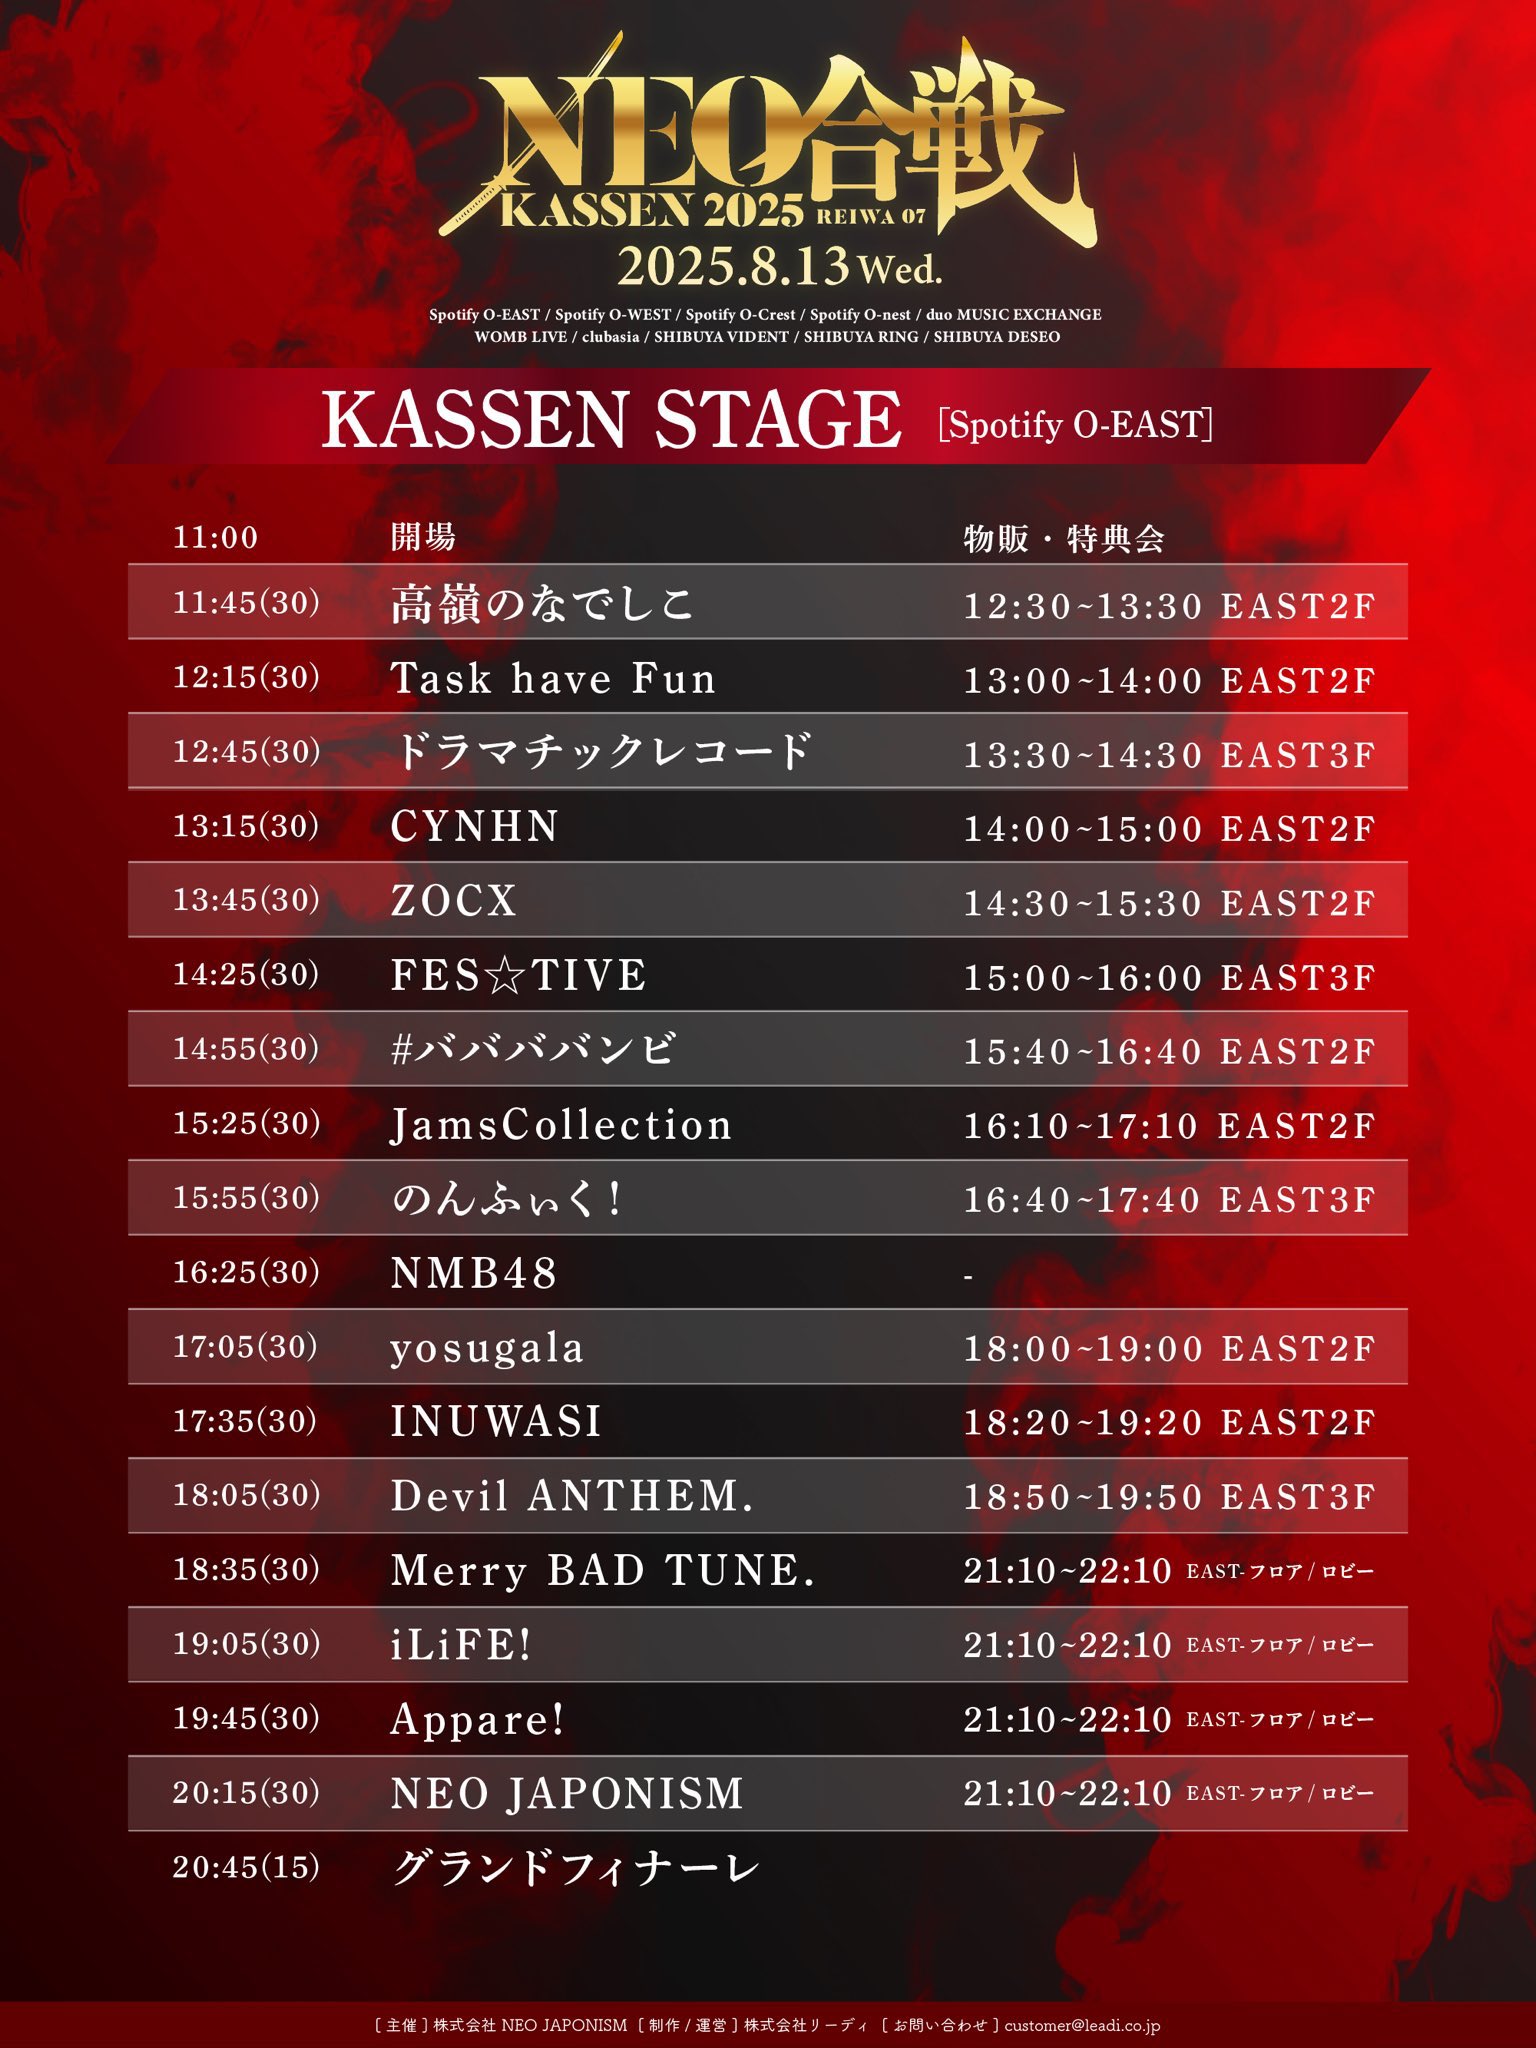 NEO合戦
KASSEN 2025 REIWA 07
2025.8.13 Wed.
Spotify O-EAST / Spotify O-WEST / Spotify O-Crest / Spotify O-nest / duo MUSIC EXCHANGE
WOMB LIVE / clubasia / SHIBUYA VIDENT / SHIBUYA RING / SHIBUYA DESEO
KASSEN STAGE [Spotify O-EAST]
11:00 開場 物販・特典会
11:45(30) 高嶺のなでしこ 12:30~13:30 EAST2F
12:15(30) Task have Fun 13:00~14:00 EAST2F
12:45(30) ドラマチックレコード 13:30~14:30 EAST3F
13:15(30) CYNHN 14:00~15:00 EAST2F
13:45(30) ZOCX 14:30~15:30 EAST2F
14:25(30) FES☆TIVE 15:00~16:00 EAST3F
14:55(30) #ババババンビ 15:40~16:40 EAST2F
15:25(30) JamsCollection 16:10~17:10 EAST2F
15:55(30) のんふぃく! 16:40~17:40 EAST3F
16:25(30) NMB48 -
17:05(30) yosugala 18:00~19:00 EAST2F
17:35(30) INUWASI 18:20~19:20 EAST2F
18:05(30) Devil ANTHEM. 18:50~19:50 EAST3F
18:35(30) Merry BAD TUNE. 21:10~22:10 EAST-フロア/ロビー
19:05(30) iLiFE! 21:10~22:10 EAST-フロア/ロビー
19:45(30) Appare! 21:10~22:10 EAST-フロア/ロビー
20:15(30) NEO JAPONISM 21:10~22:10 EAST-フロア/ロビー
20:45(15) グランドフィナーレ
[主催]株式会社 NEO JAPONISM [制作/運営]株式会社リーディ [お問い合わせ]customer@leadi.co.jp